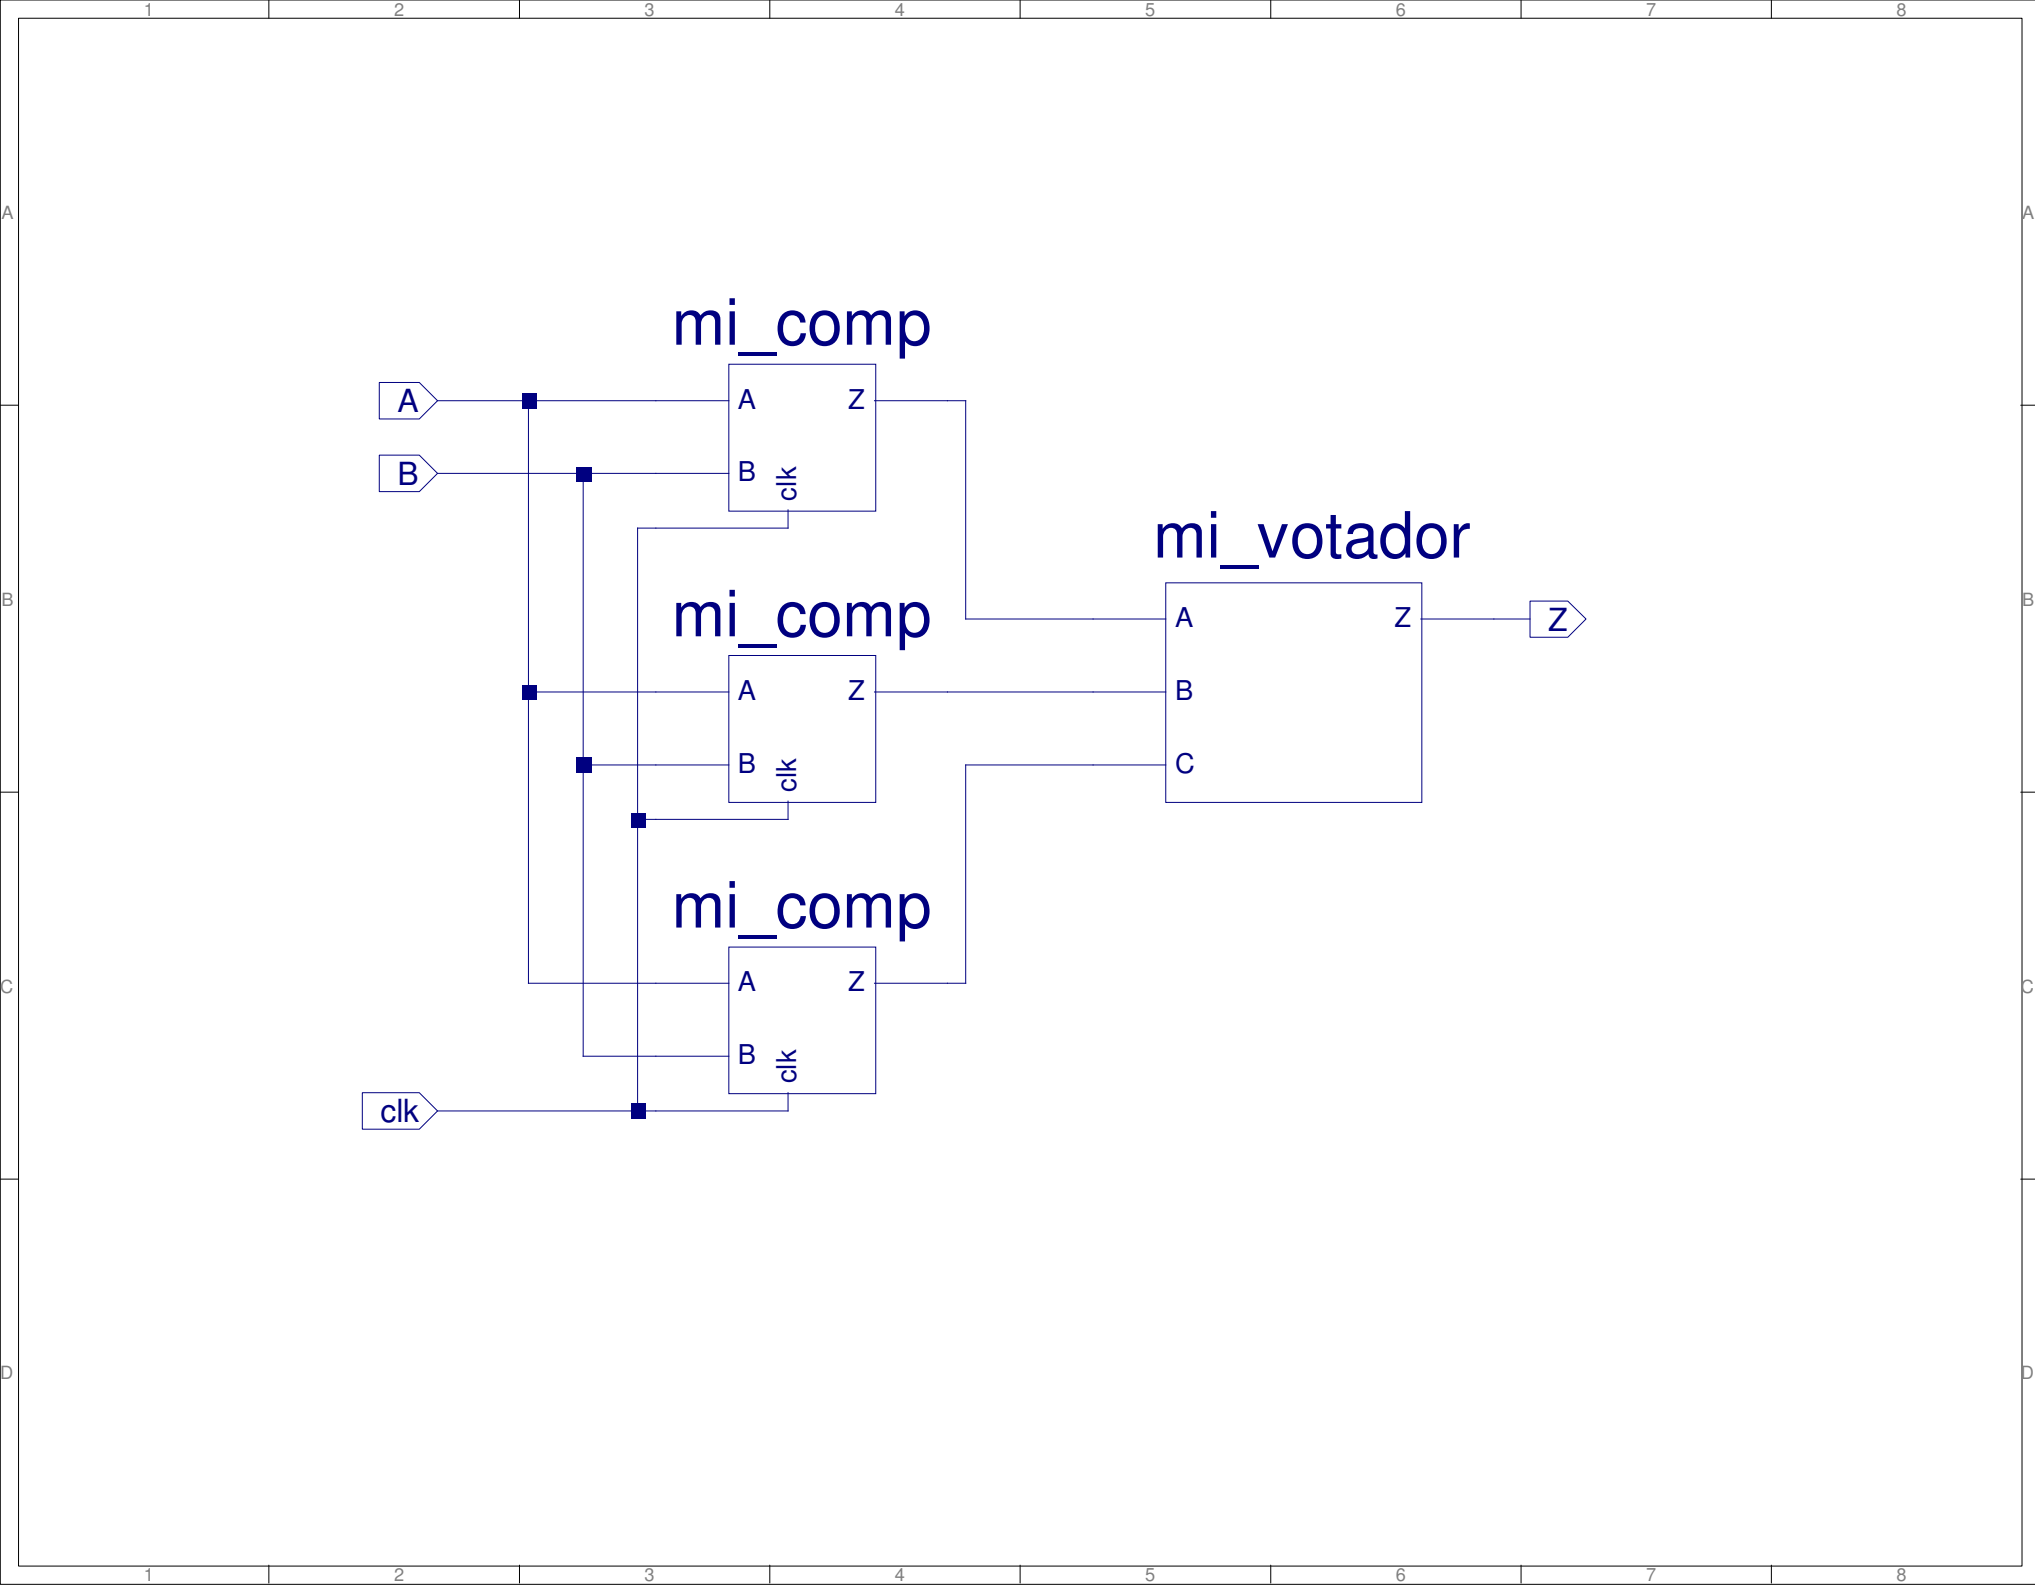 1 2 3 4 5 6 7 8
A A
mi_comp
A A Z
B B clk
mi_votador
B B
mi_comp
A Z Z
A Z B
B clk C
mi_comp
C A Z C
B clk
clk
D D
1 2 3 4 5 6 7 8